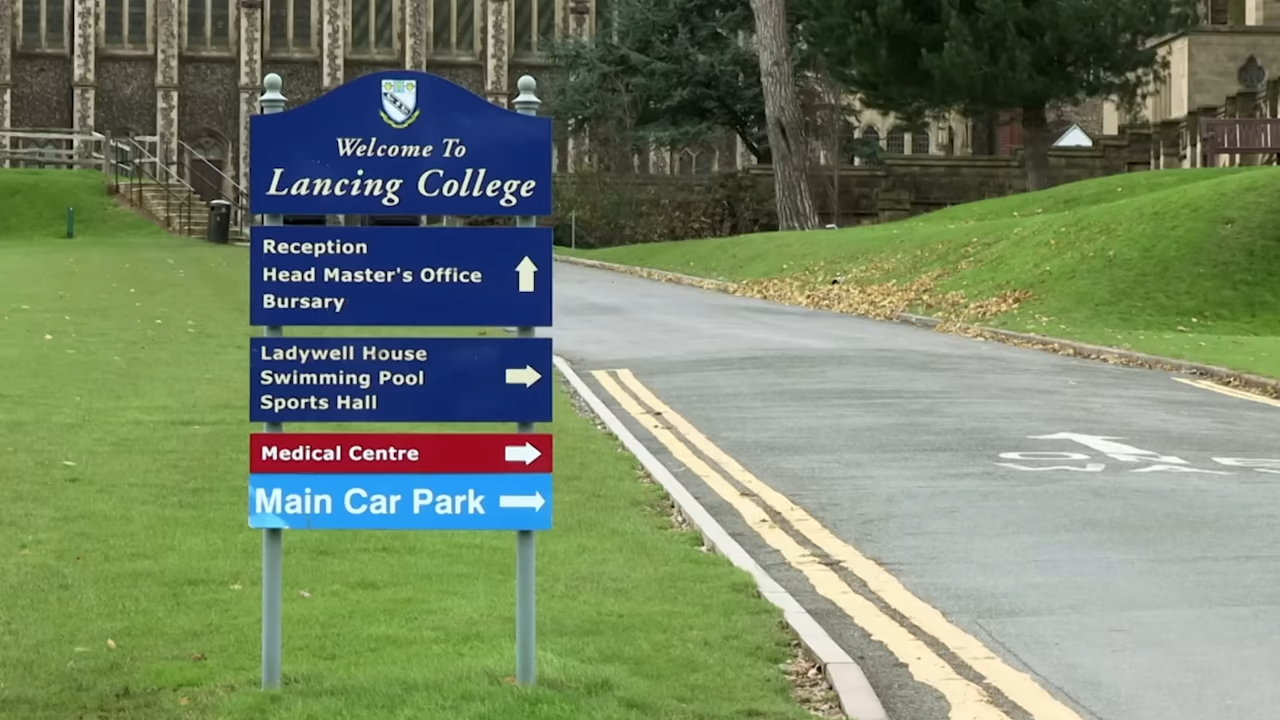 Welcome To
Lancing College
Reception
Head Master's Office
Bursary
Ladywell House
Swimming Pool
Sports Hall
Medical Centre
Main Car Park